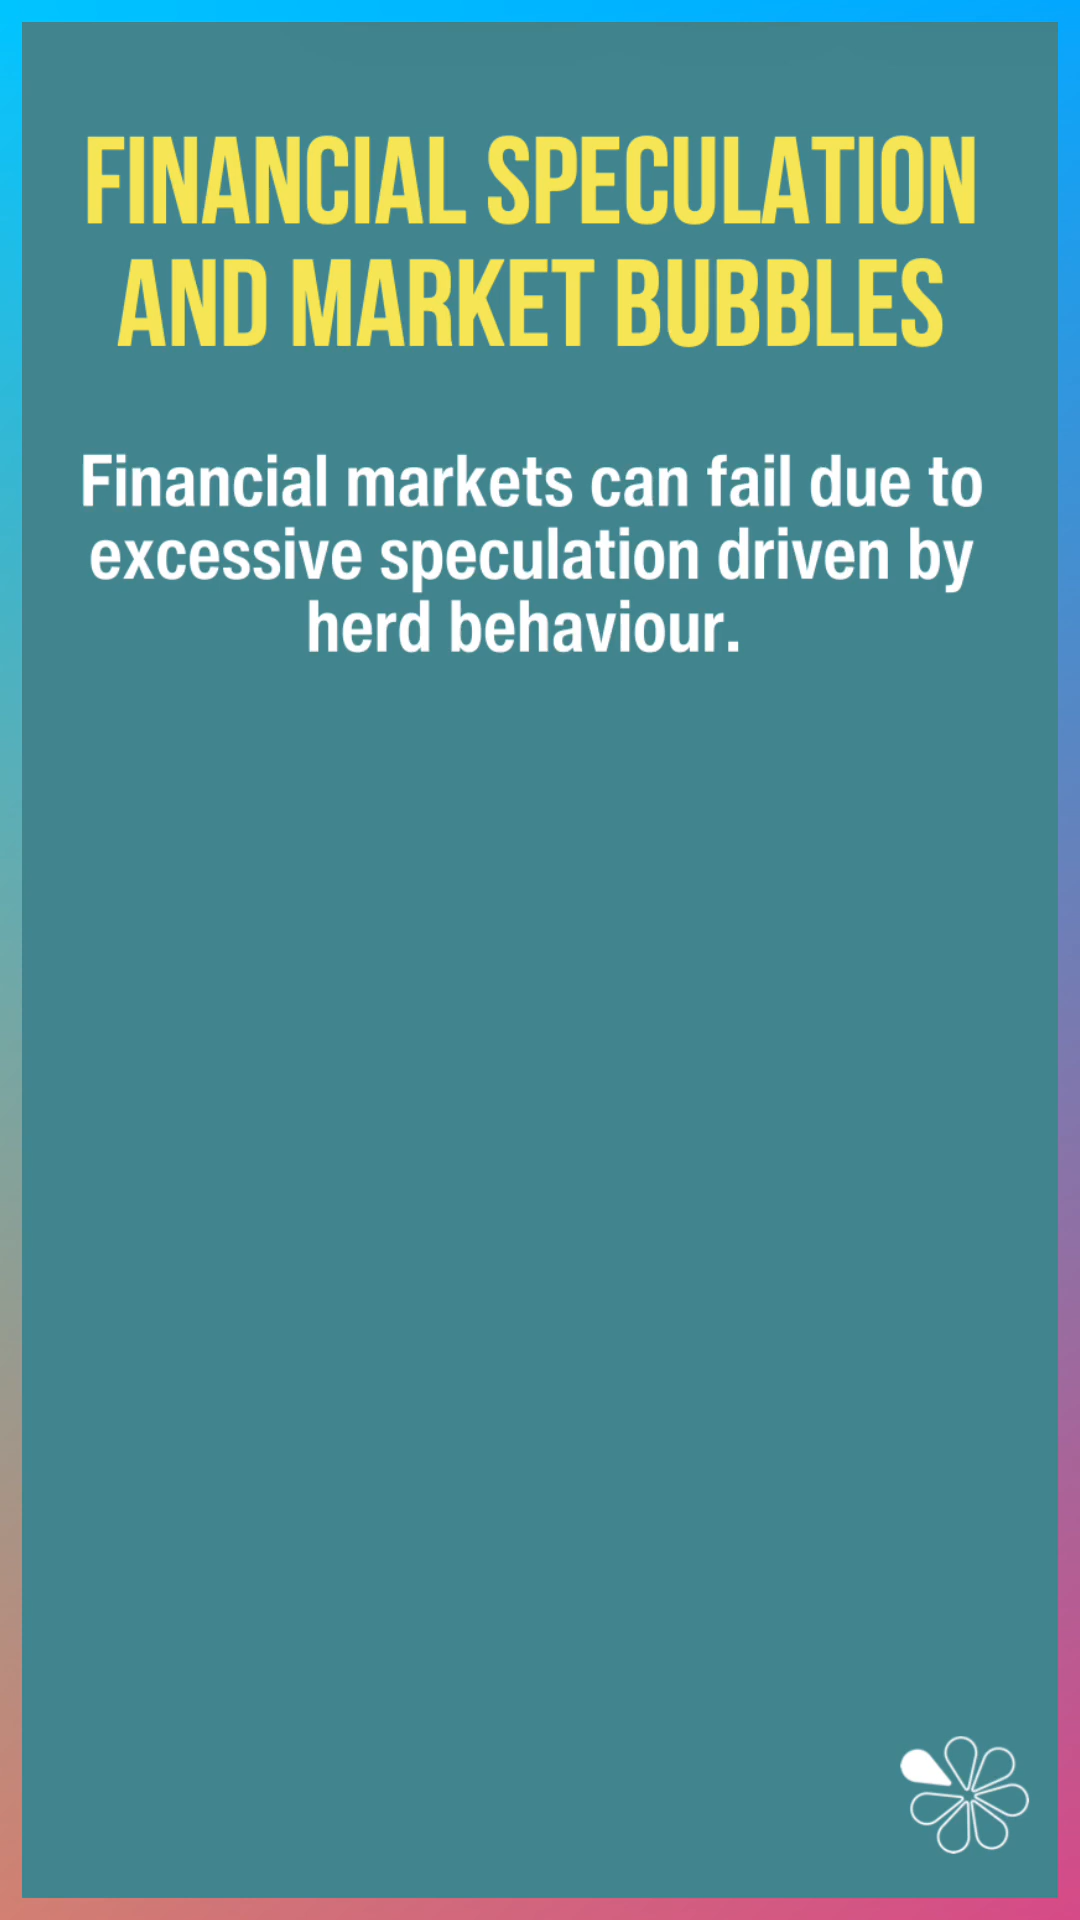 FINANCIAL SPECULATION
AND MARKET BUBBLES
Financial markets can fail due to
excessive speculation driven by
herd behaviour.